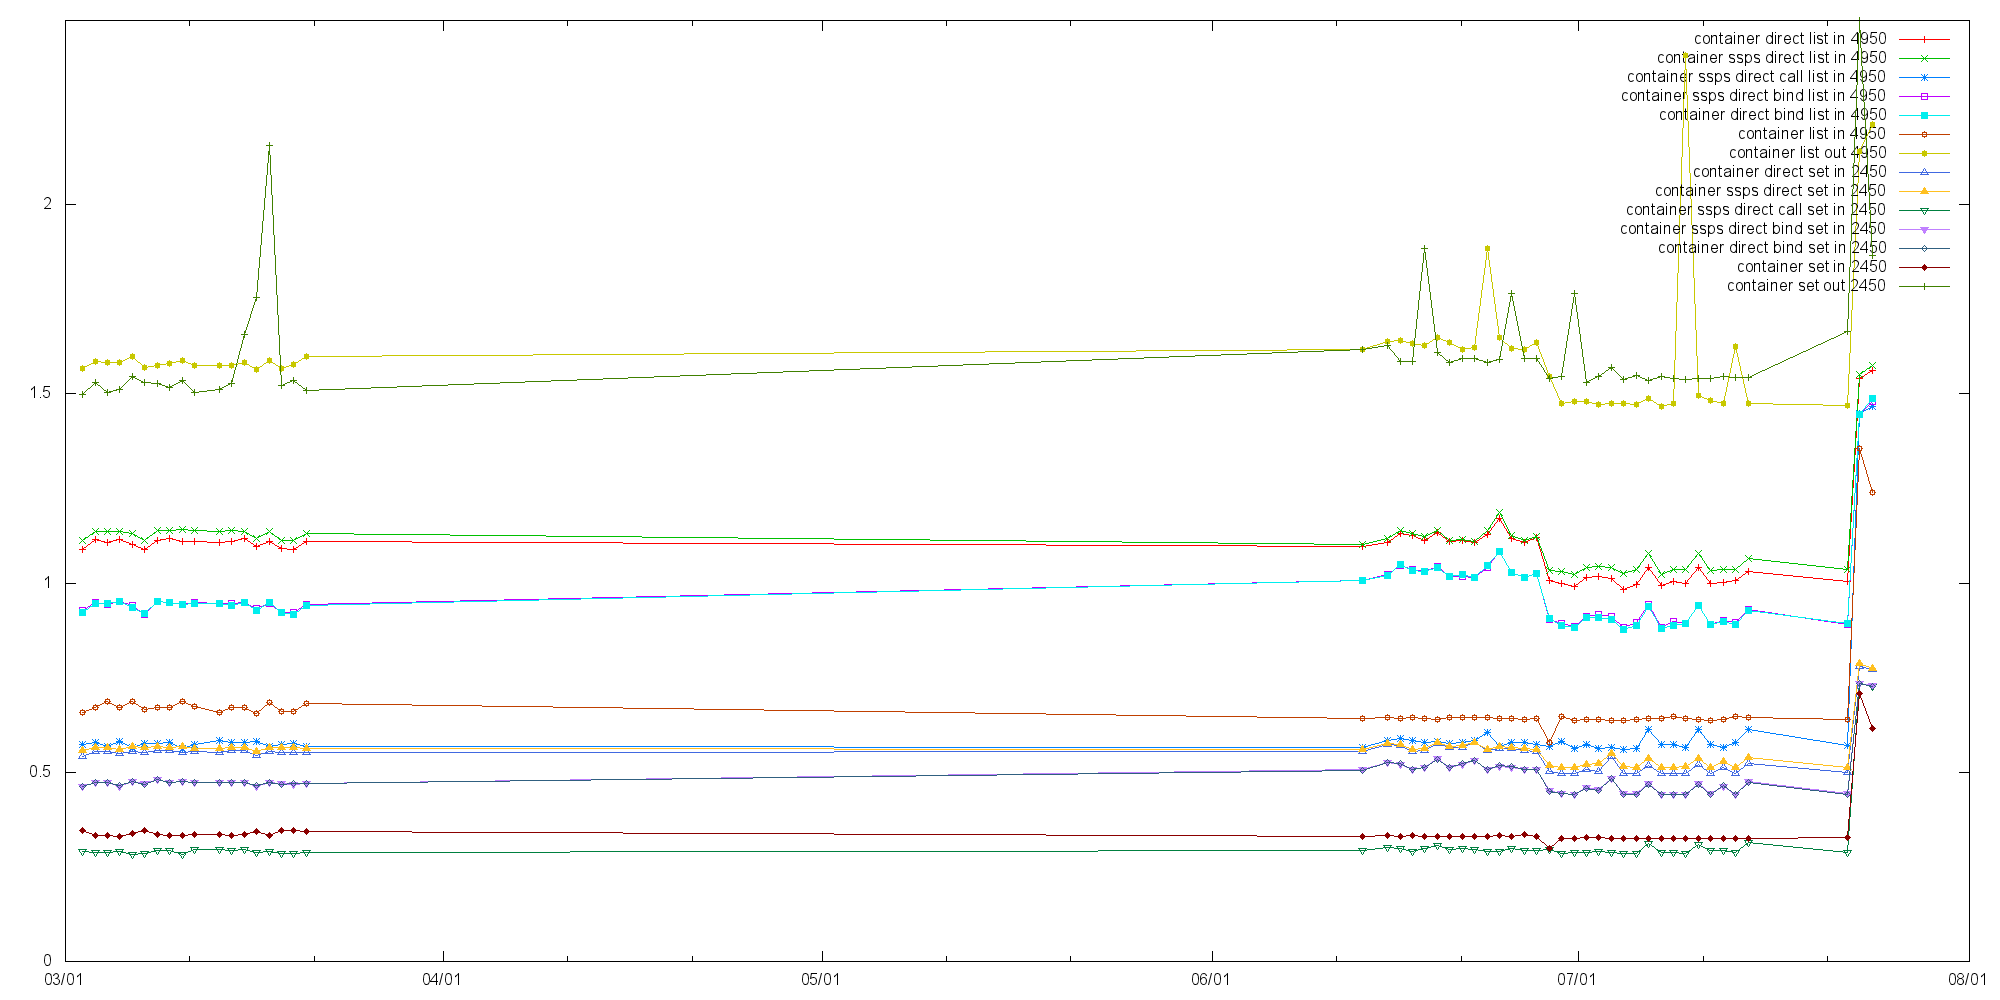 container direct list in 4950
container ssps direct list in 4950
container ssps direct call list in 4950
container ssps direct bind list in 4950
container direct bind list in 4950
container list in 4950
container list out 4950
container direct set in 2450
container ssps direct set in 2450
container ssps direct call set in 2450
container ssps direct bind set in 2450
container direct bind set in 2450
container set in 2450
container set out 2450
2
1.5
1
0.5
0
03/01 04/01 05/01 06/01 07/01 08/01